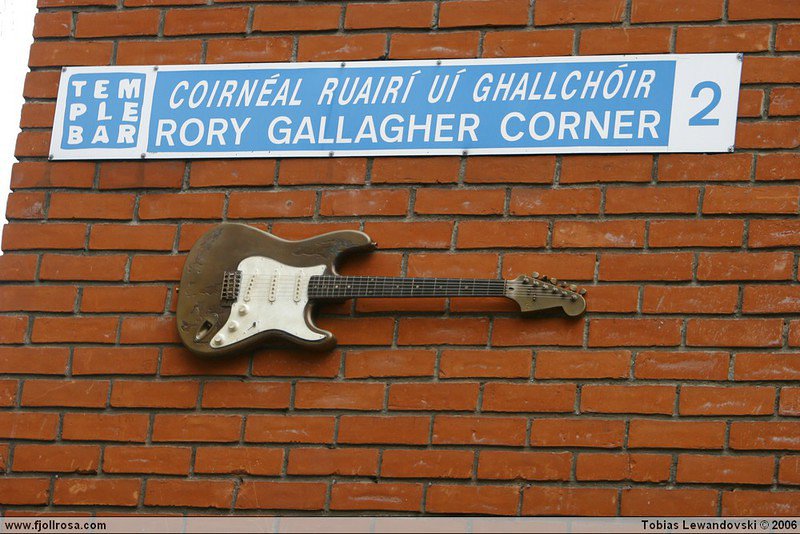 TEM
PLE
BAR
COIRNÉAL RUAIRÍ UÍ GHALLCHÓIR
RORY GALLAGHER CORNER
2
www.fjollrosa.com
Tobias Lewandovski © 2006